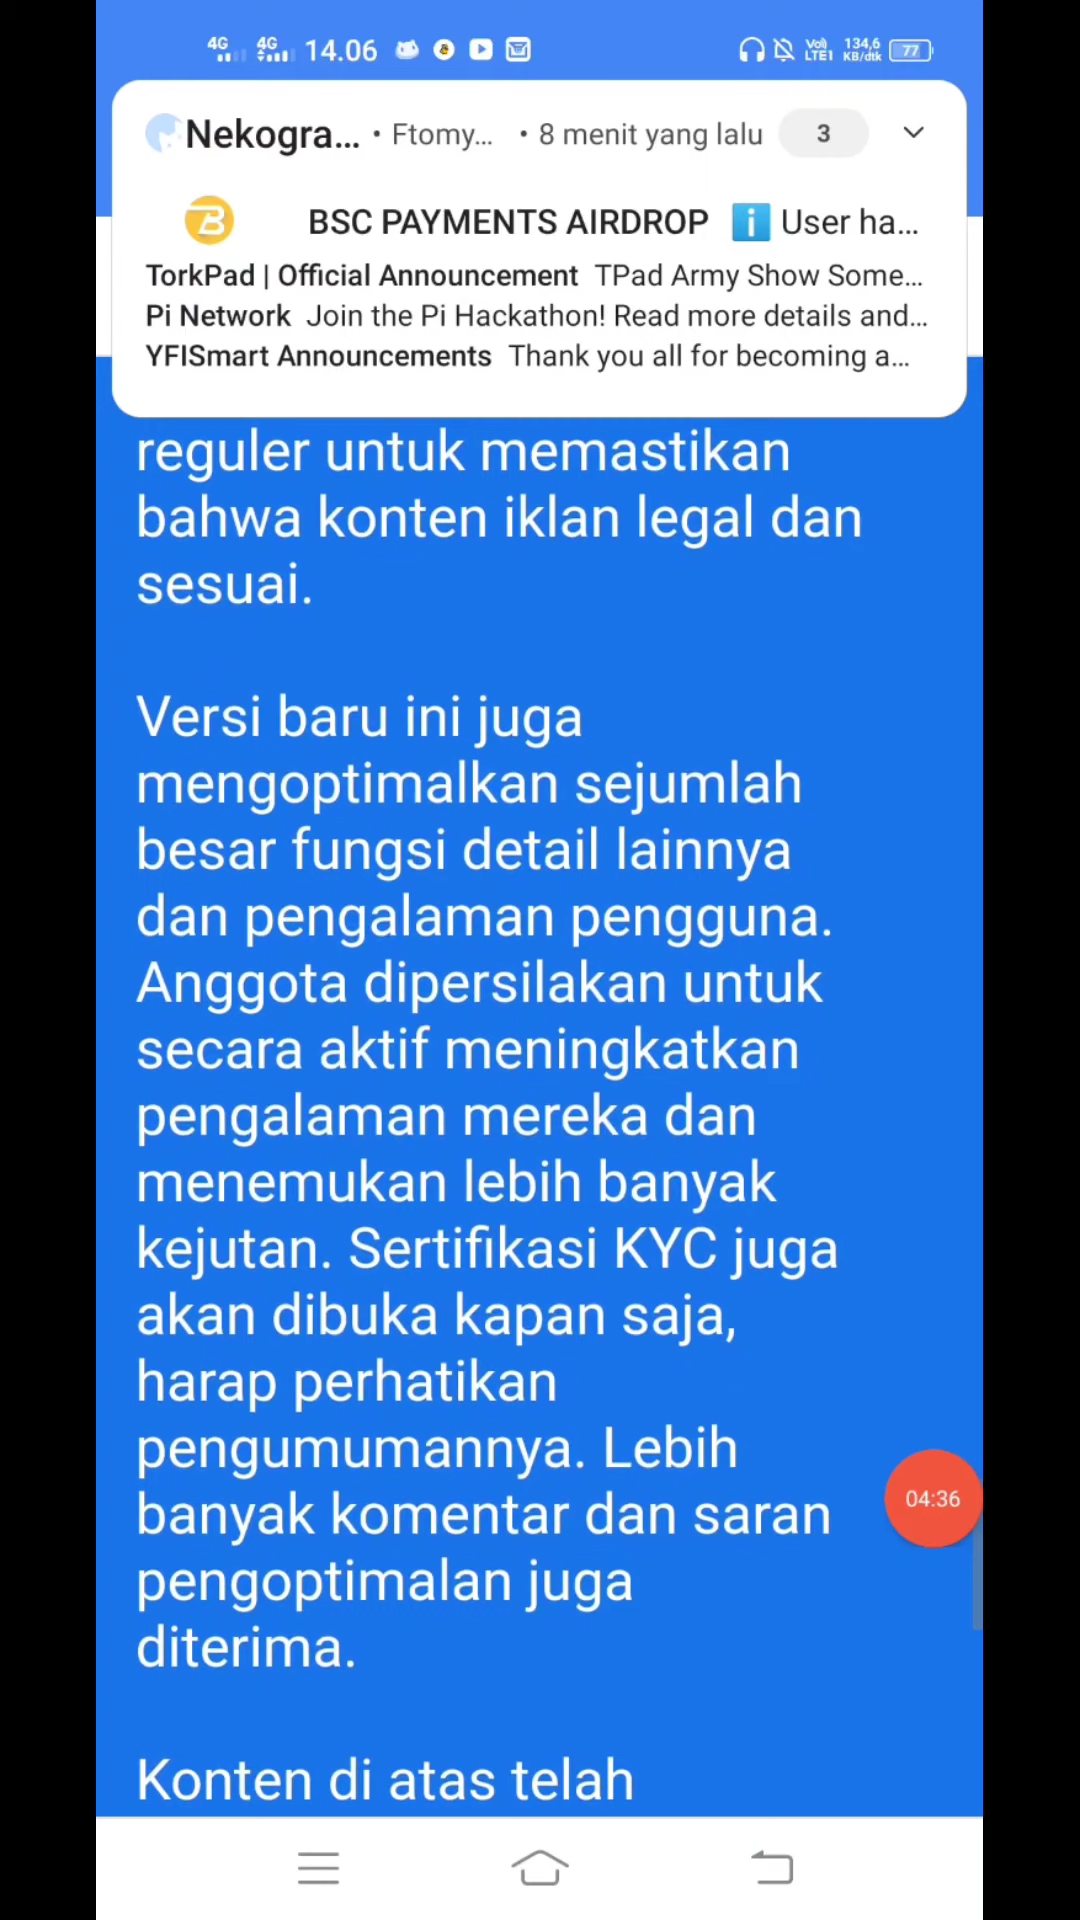 4G 4G 14.06 VoD LTE1 134,6 KB/dtk 77
Nekogra... • Ftomy... • 8 menit yang lalu 3
BSC PAYMENTS AIRDROP ℹ️ User ha...
TorkPad | Official Announcement TPad Army Show Some...
Pi Network Join the Pi Hackathon! Read more details and...
YFISmart Announcements Thank you all for becoming a...
reguler untuk memastikan
bahwa konten iklan legal dan
sesuai.
Versi baru ini juga
mengoptimalkan sejumlah
besar fungsi detail lainnya
dan pengalaman pengguna.
Anggota dipersilakan untuk
secara aktif meningkatkan
pengalaman mereka dan
menemukan lebih banyak
kejutan. Sertifikasi KYC juga
akan dibuka kapan saja,
harap perhatikan
pengumumannya. Lebih
banyak komentar dan saran
04:36
pengoptimalan juga
diterima.
Konten di atas telah